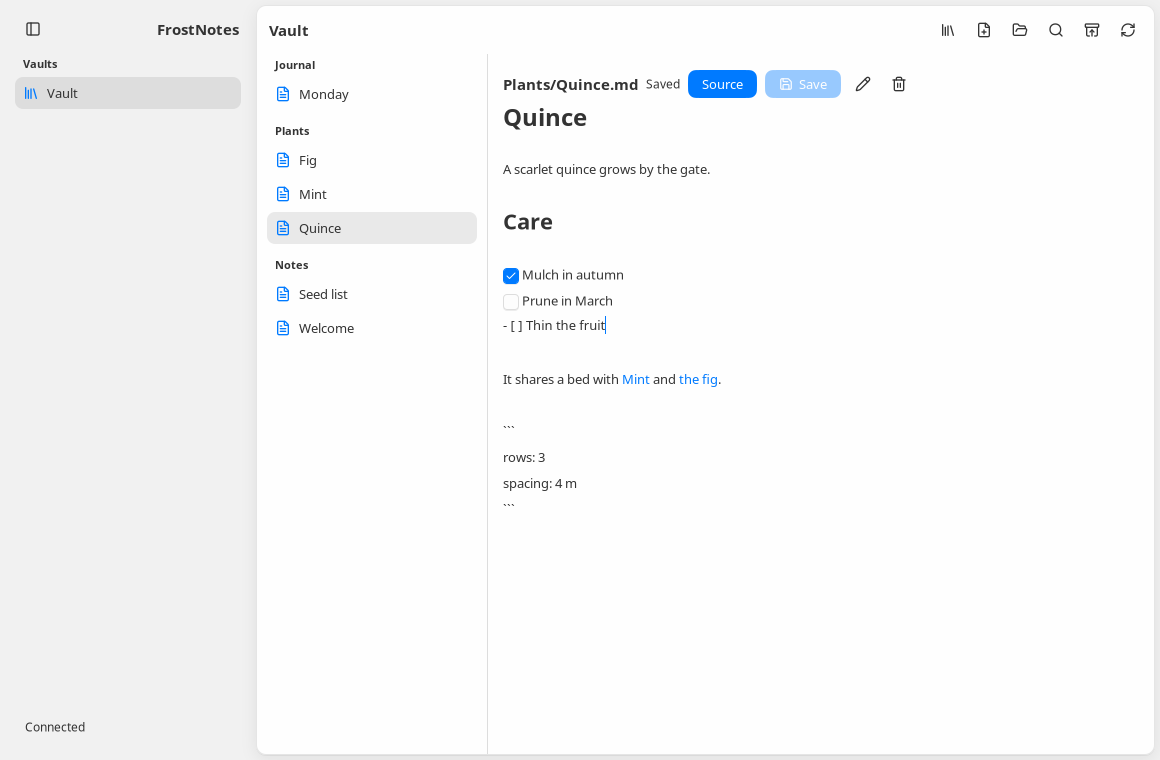 FrostNotes
Vaults
Vault
Connected
Vault
Journal
Monday
Plants
Fig
Mint
Quince
Notes
Seed list
Welcome
Plants/Quince.md Saved Source Save
Quince
A scarlet quince grows by the gate.
Care
Mulch in autumn
Prune in March
- [ ] Thin the fruit
It shares a bed with Mint and the fig.
```
rows: 3
spacing: 4 m
```